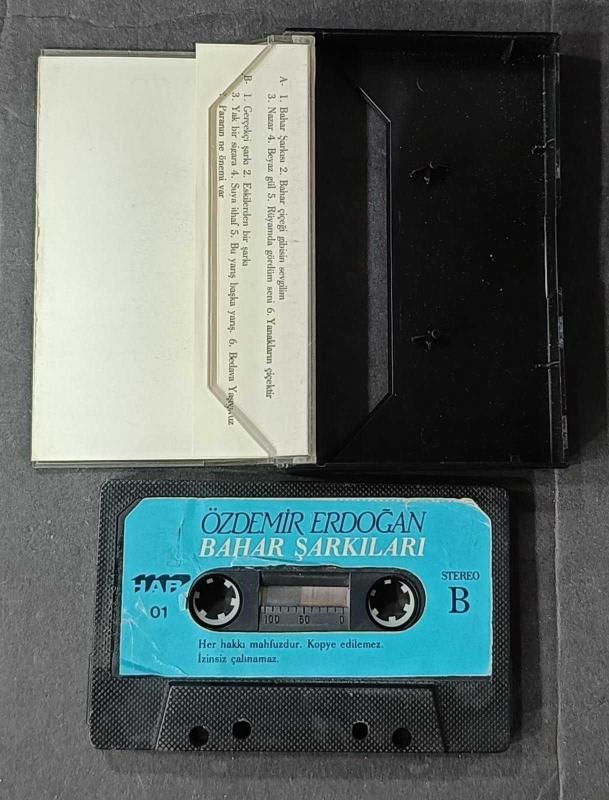 A- 1. Bahar Şarkısı 2. Bahar çiçeği gibisin sevgilim
3. Nazar 4. Beyaz gül 5. Rüyamda gördüm seni 6. Yanakların çiçektir
B- 1. Gerçekçi şarkı 2. Eskilerden bir şarkı
3. Yak bir sigara 4. Suya ithaf 5. Bu yarış başka yarış. 6. Bedava Yaşıyoruz
7. Paranın ne önemi var
ÖZDEMİR ERDOĞAN
BAHAR ŞARKILARI
01
STEREO
B
100 50 0
Her hakkı mahfuzdur. Kopye edilemez.
İzinsiz çalınamaz.